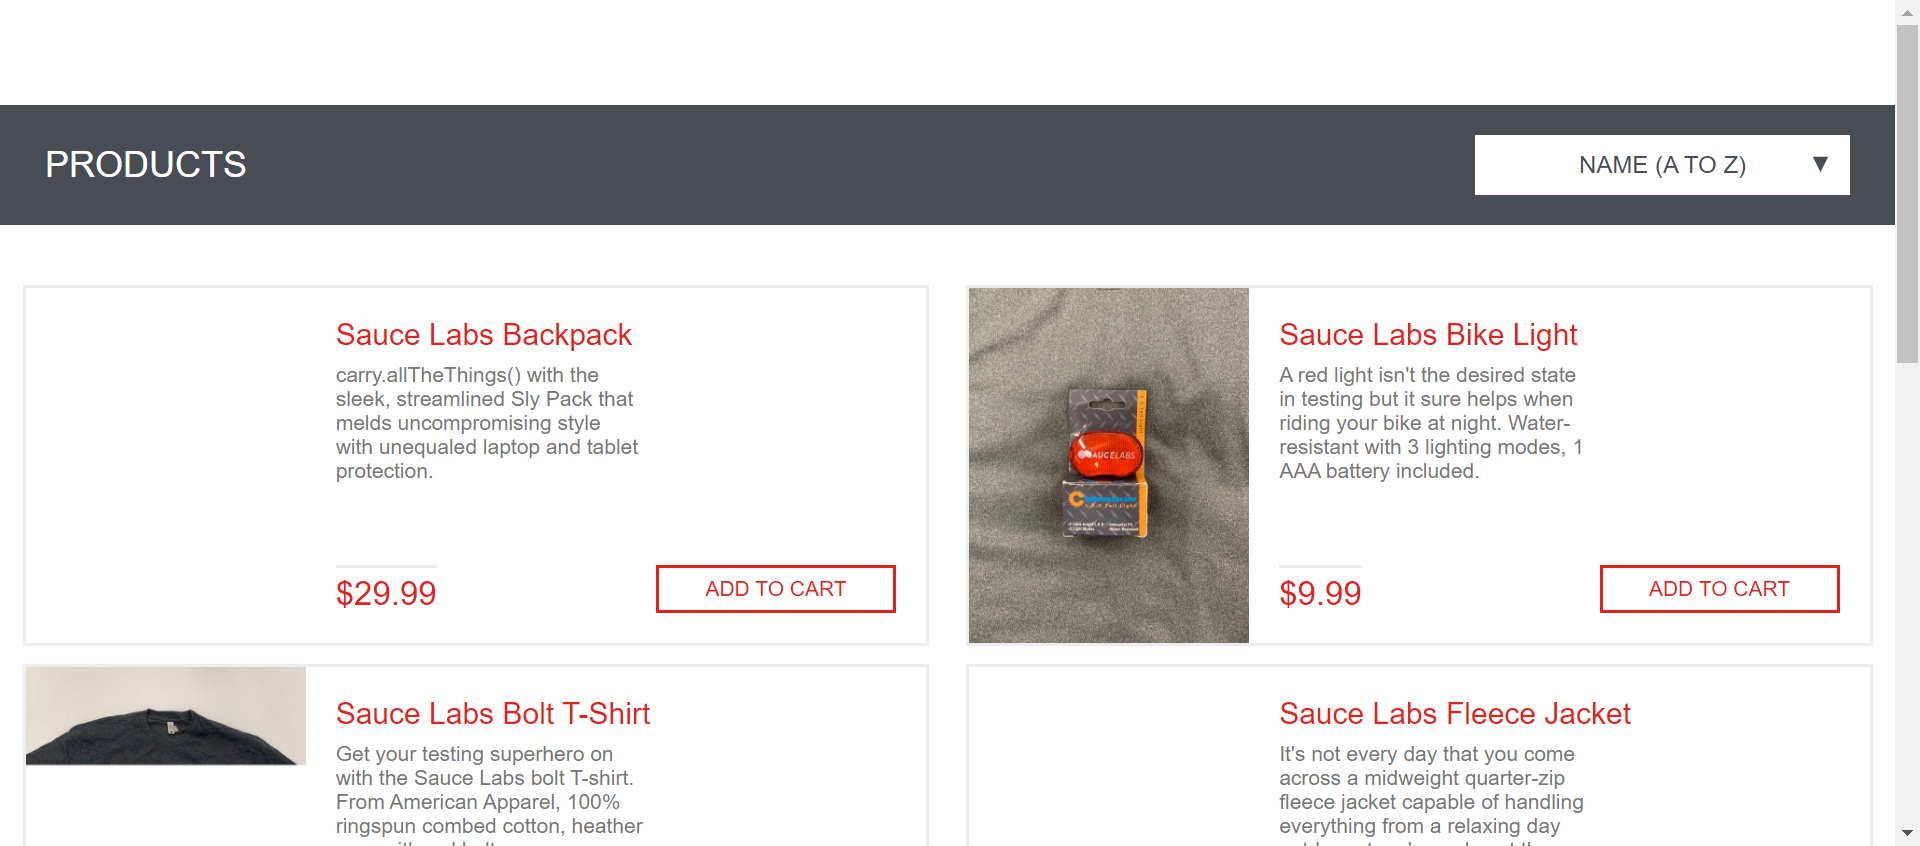 PRODUCTS
NAME (A TO Z)
Sauce Labs Backpack
carry.allTheThings() with the
sleek, streamlined Sly Pack that
melds uncompromising style
with unequaled laptop and tablet
protection.
$29.99
ADD TO CART
SAUCELABS
Sauce Labs Bike Light
A red light isn't the desired state
in testing but it sure helps when
riding your bike at night. Water-
resistant with 3 lighting modes, 1
AAA battery included.
$9.99
ADD TO CART
Sauce Labs Bolt T-Shirt
Get your testing superhero on
with the Sauce Labs bolt T-shirt.
From American Apparel, 100%
ringspun combed cotton, heather
Sauce Labs Fleece Jacket
It's not every day that you come
across a midweight quarter-zip
fleece jacket capable of handling
everything from a relaxing day